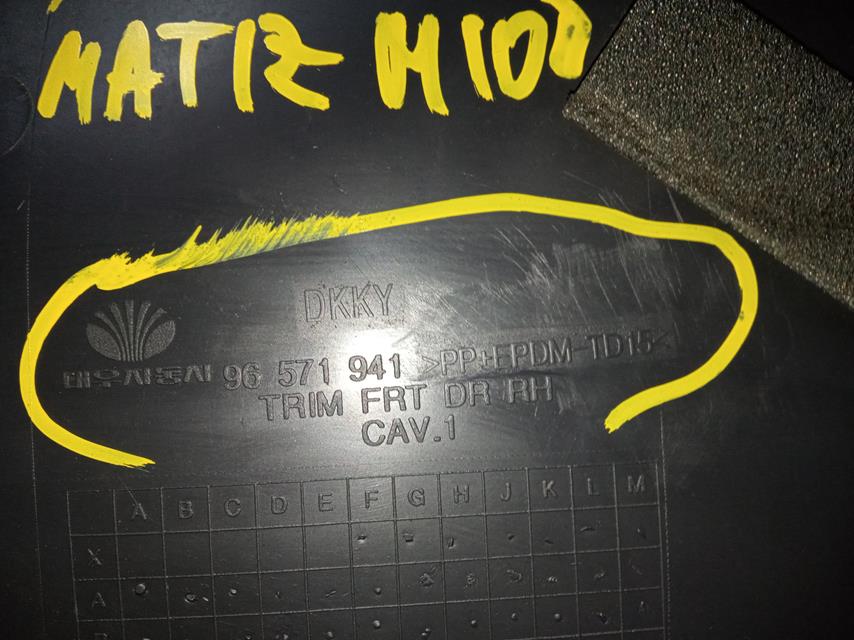 MATIZ M100
DKKY
대우자동차 96 571 941 >PP+EPDM-TD15<
TRIM FRT DR RH
CAV.1
A B C D E F G H J K L M
X
A
B